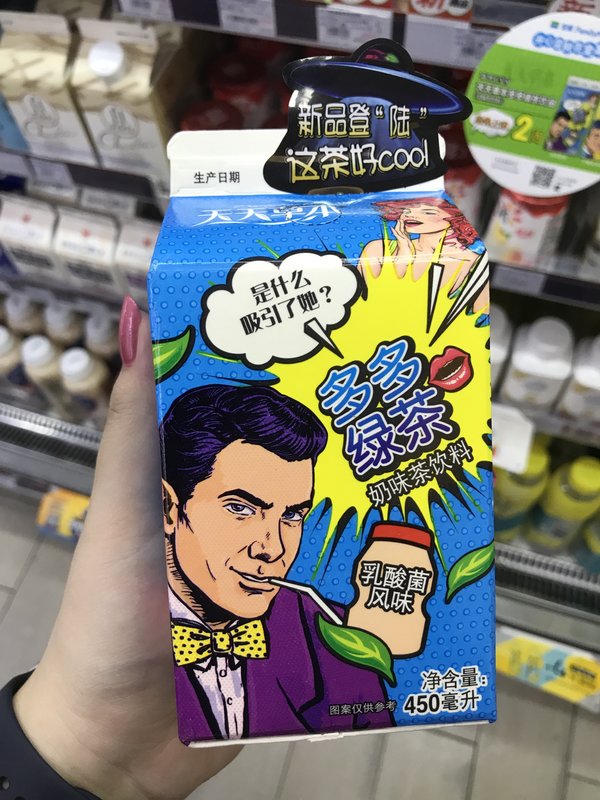 新品登“陆”
这茶好cool
生产日期
天天草本
是什么
吸引了她？
多多
绿茶
奶味茶饮料
乳酸菌
风味
净含量：
450毫升
图案仅供参考